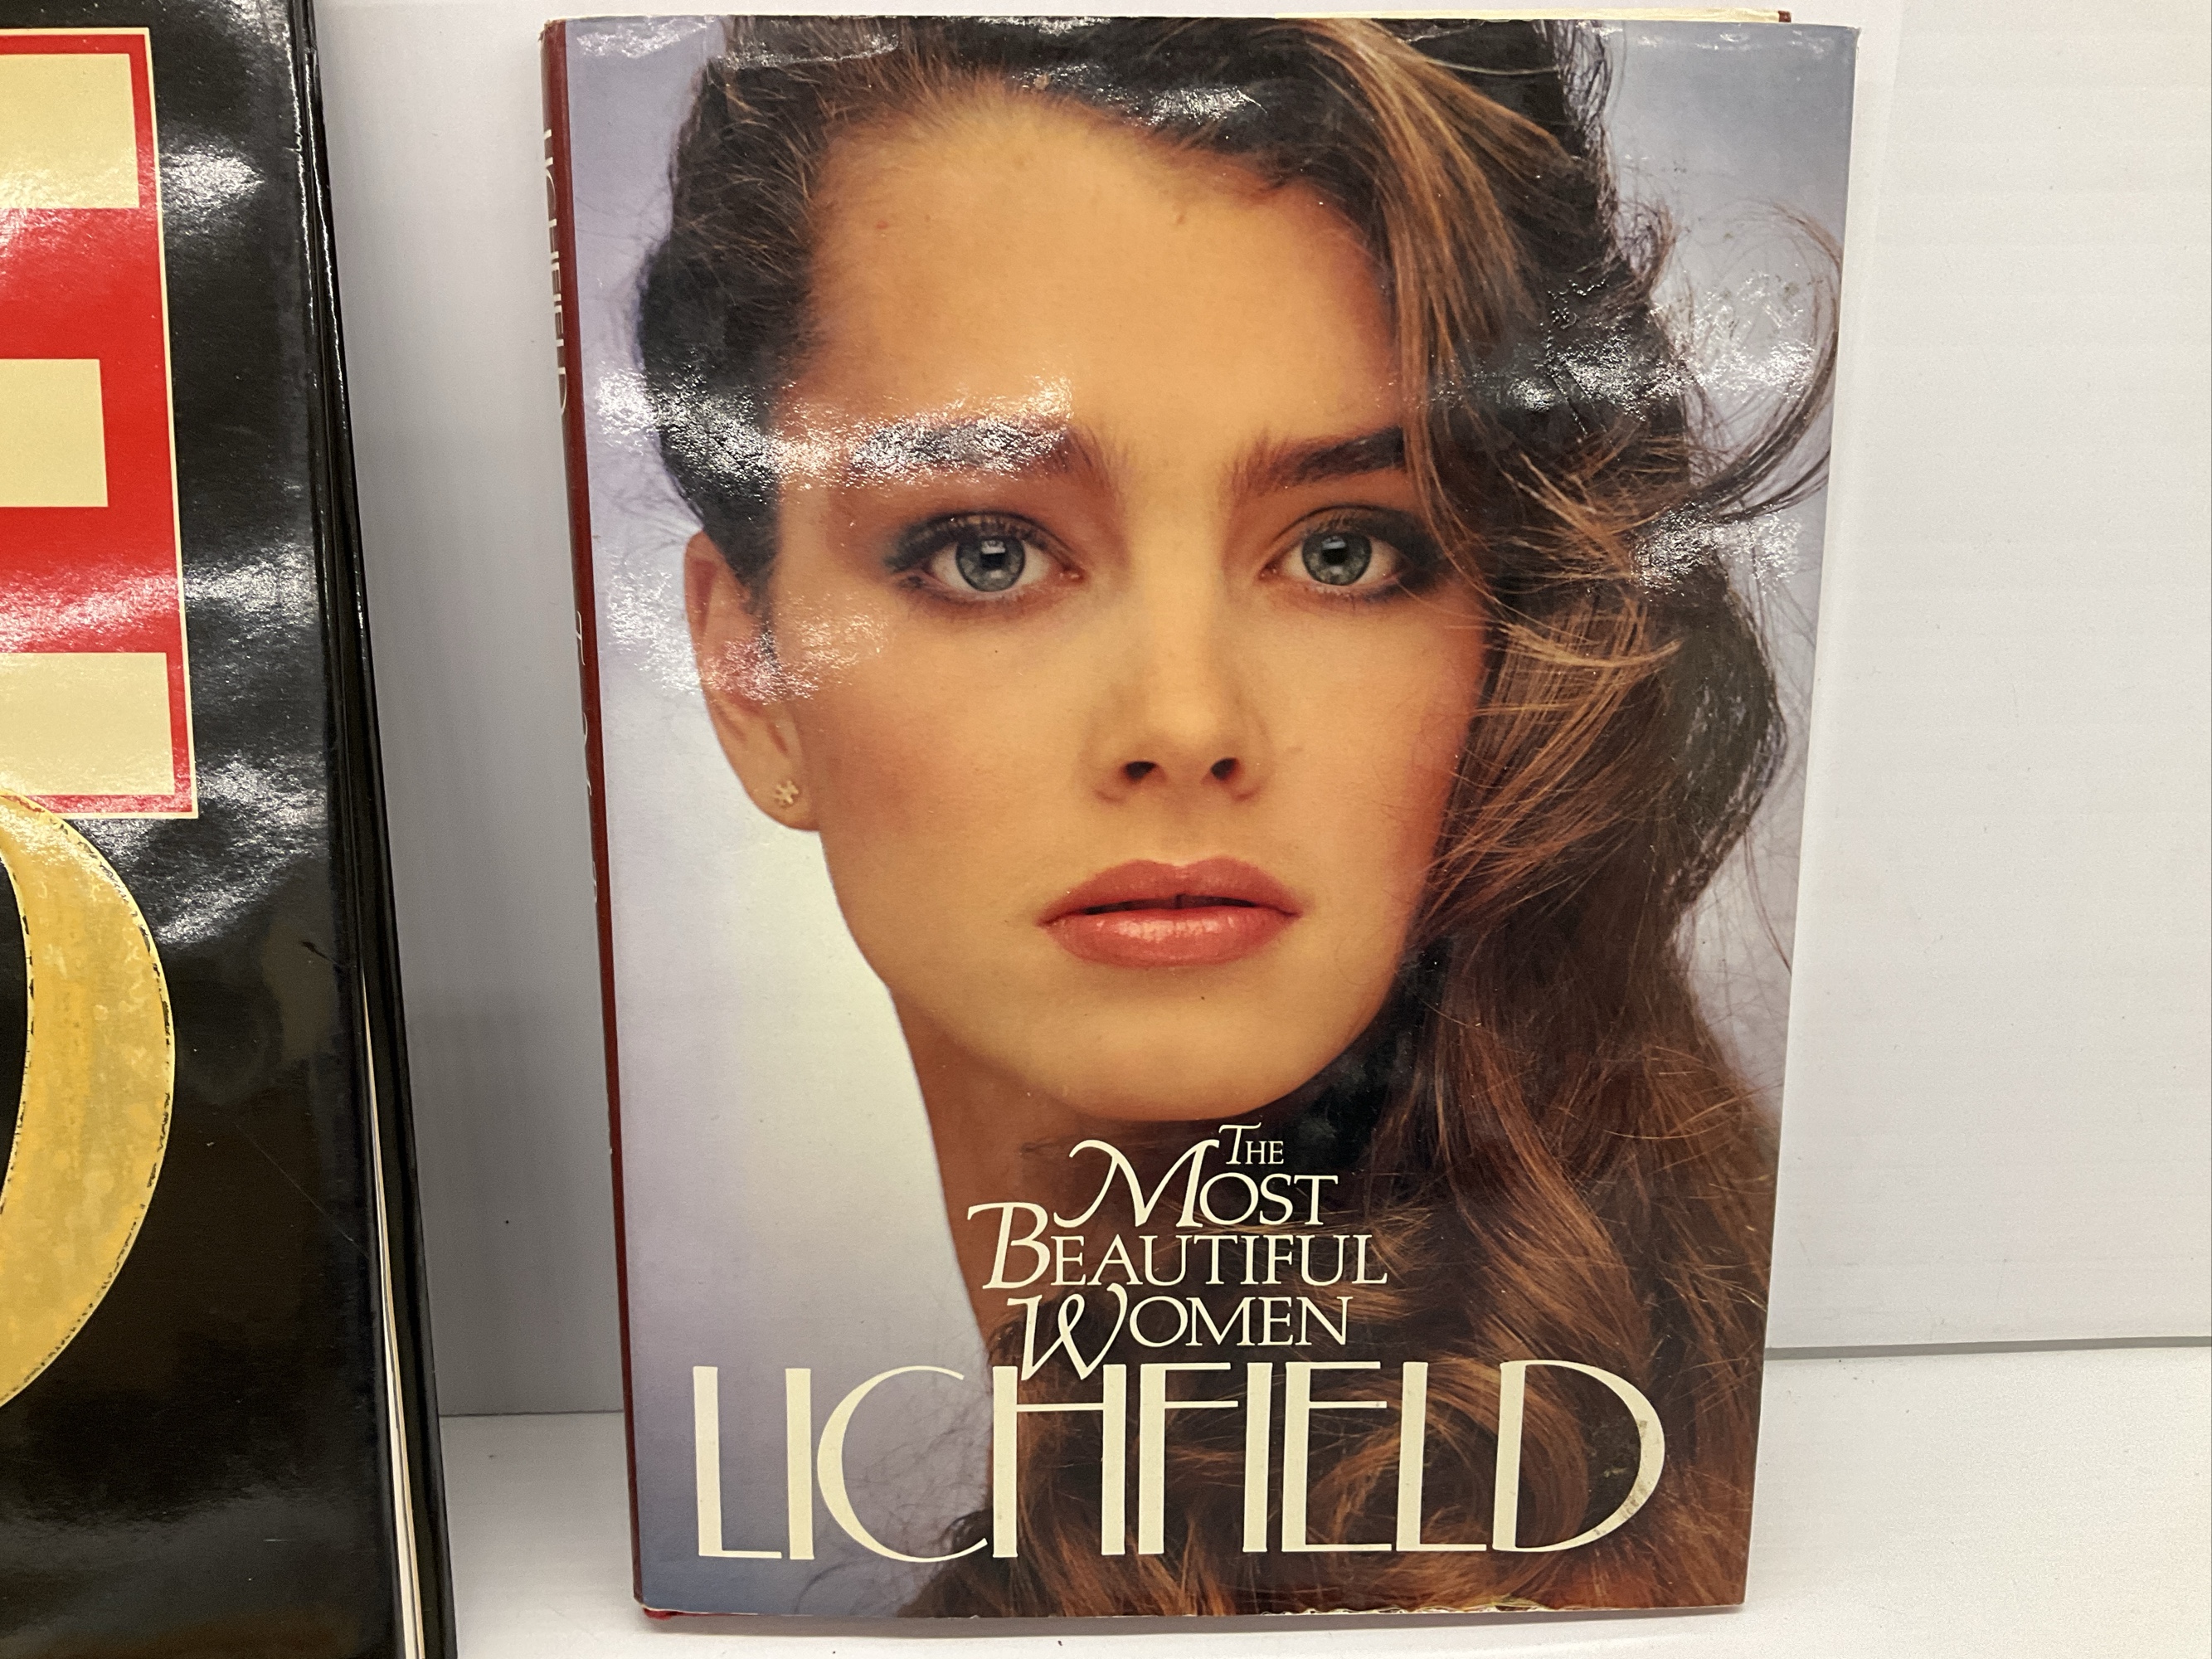 THE
MOST
BEAUTIFUL
WOMEN
LICHFIELD
LICHFIELD